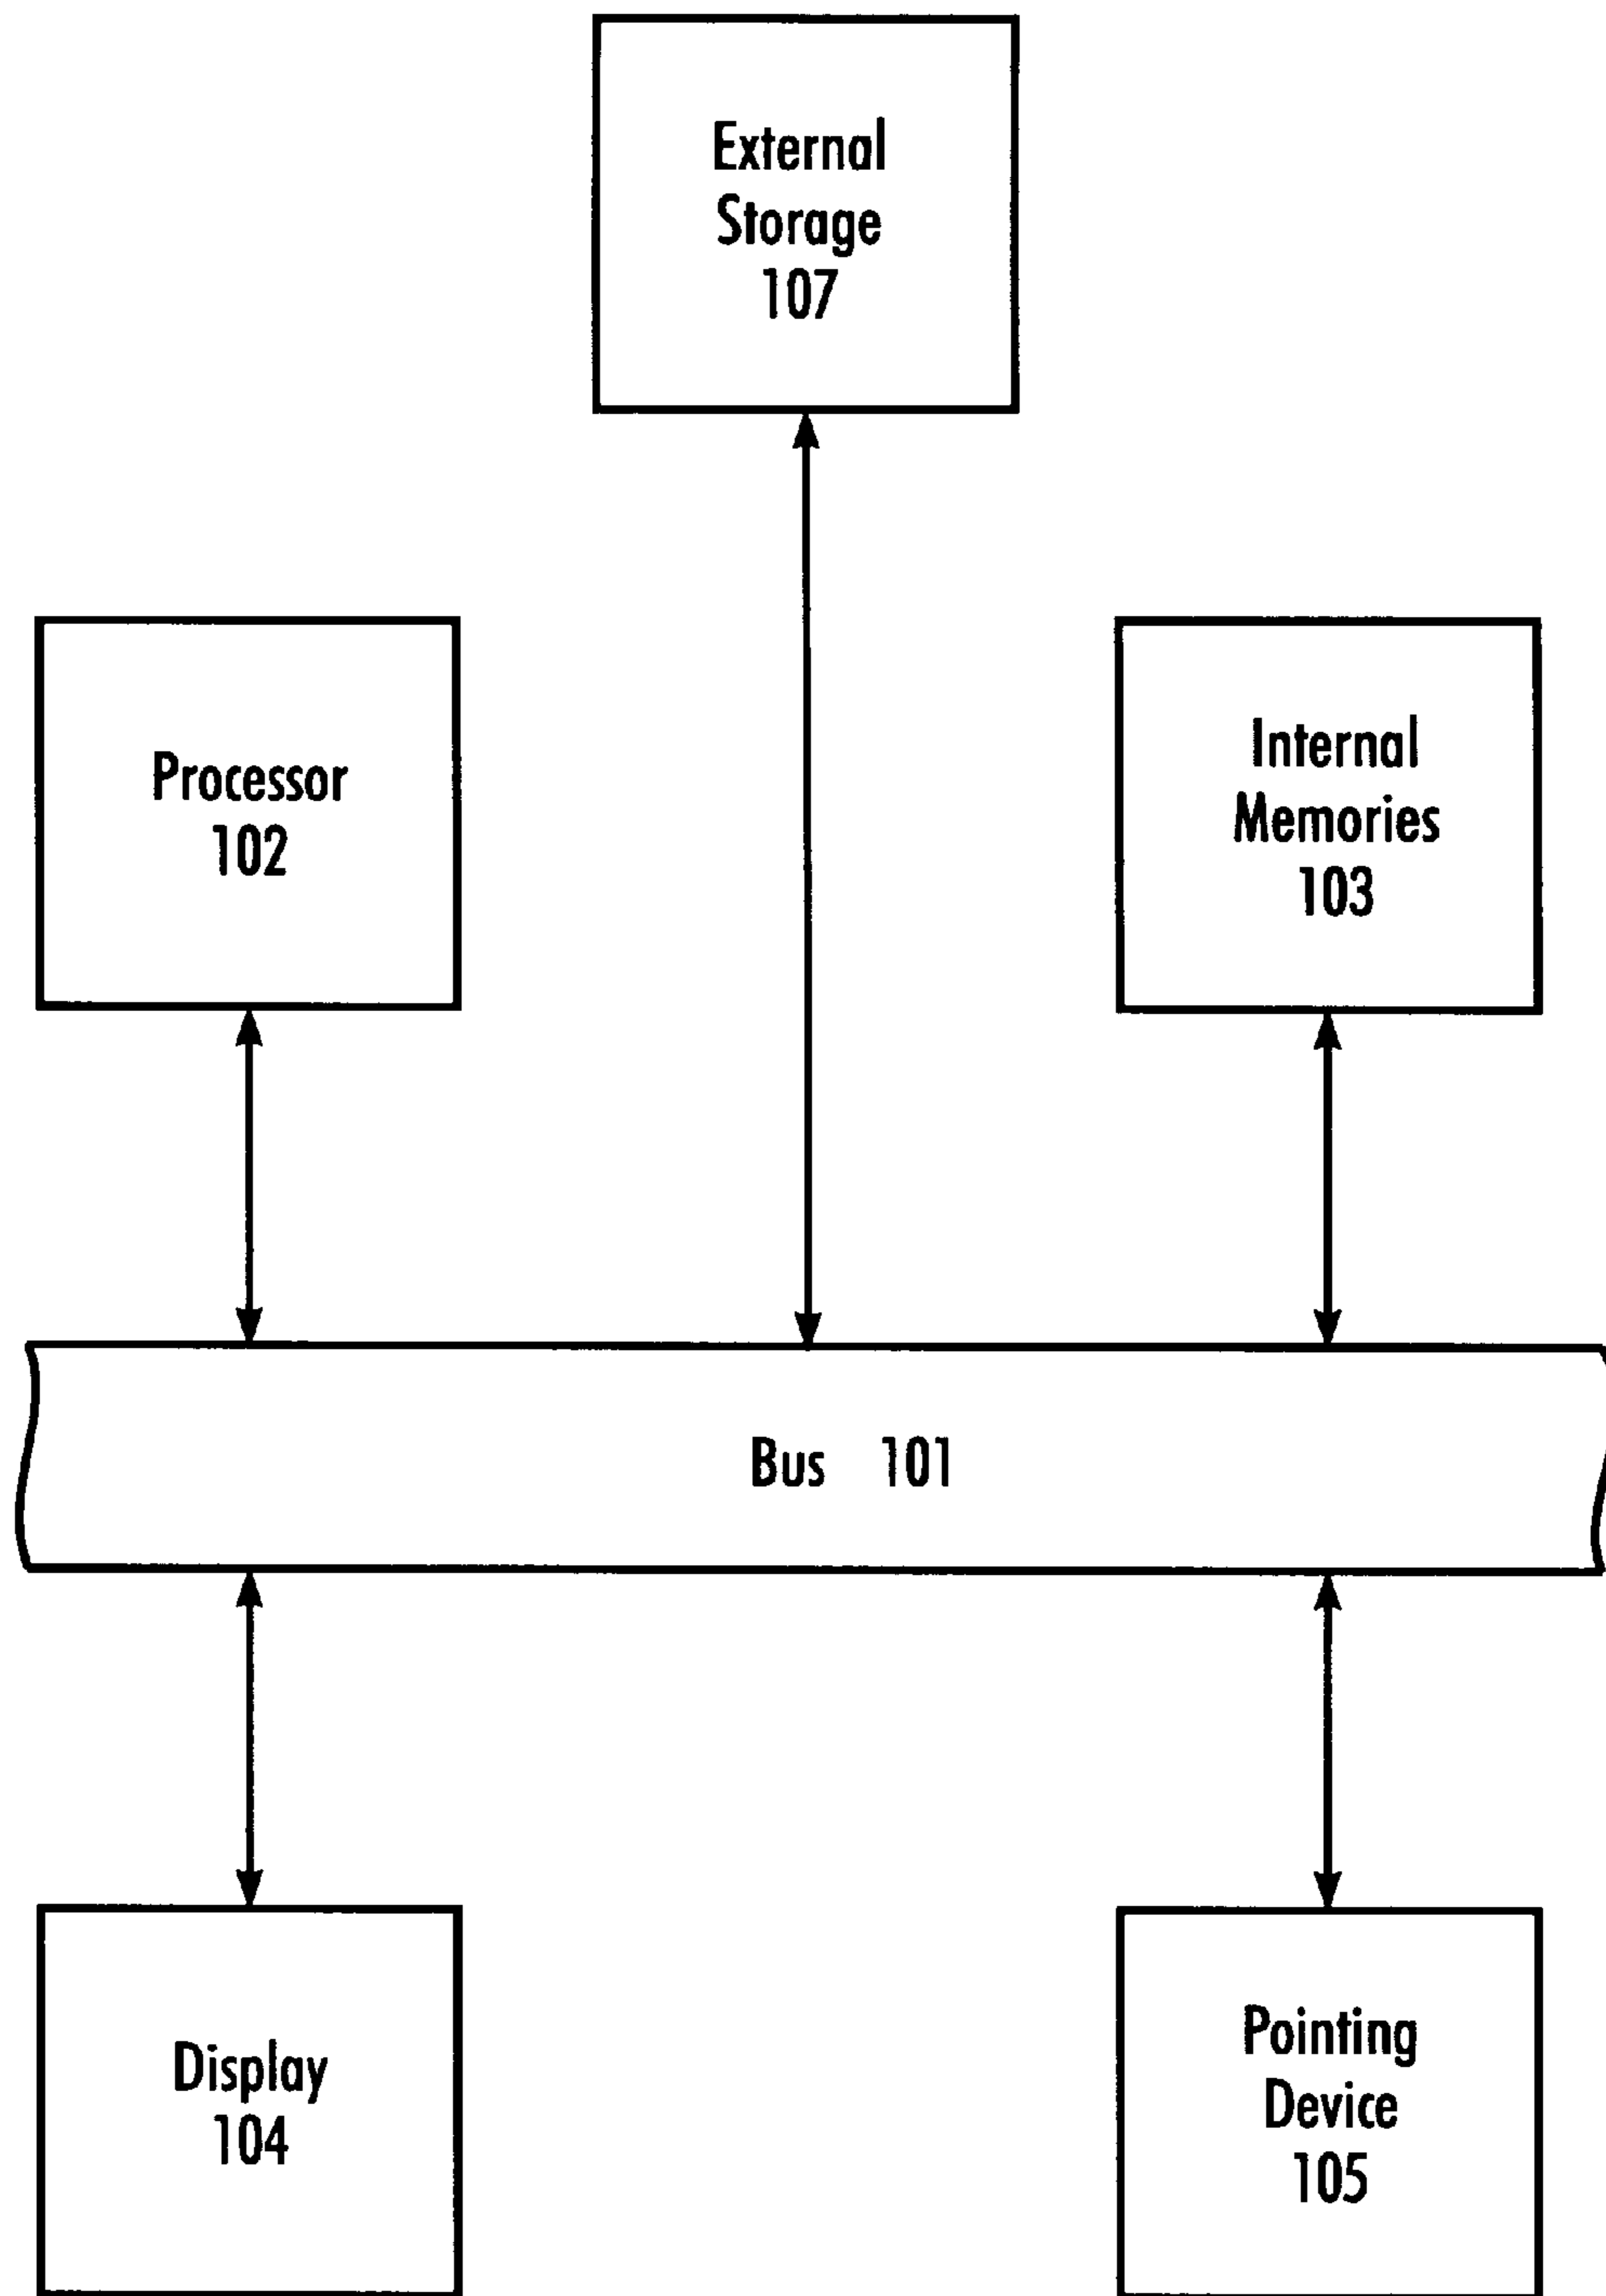 External
Storage
107
Processor
102
Internal
Memories
103
Bus 101
Display
104
Pointing
Device
105